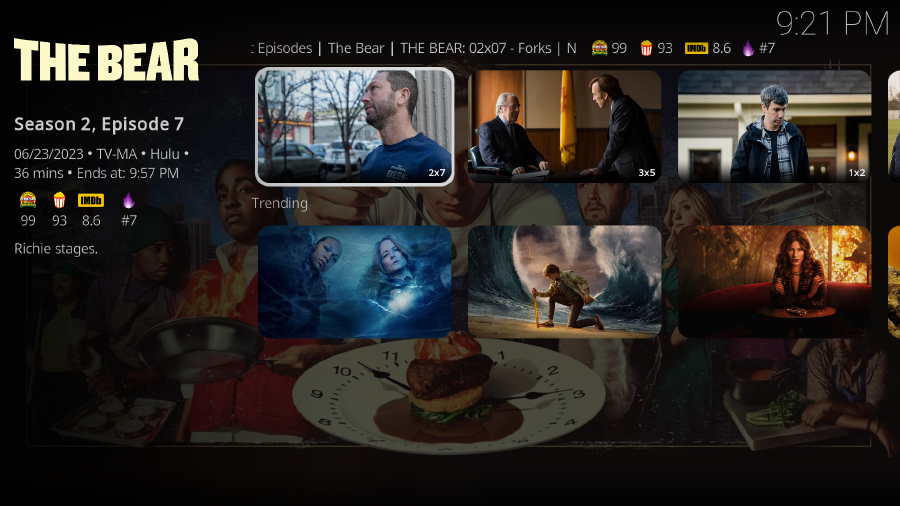 9:21 PM
THE BEAR
: Episodes | The Bear | THE BEAR: 02x07 - Forks | N 99 93 IMDb 8.6 #7
Season 2, Episode 7
06/23/2023 • TV-MA • Hulu •
36 mins • Ends at: 9:57 PM
IMDb
99 93 8.6 #7
Richie stages.
2x7
3x5
1x2
Trending
11 12 1
10 2
9 3